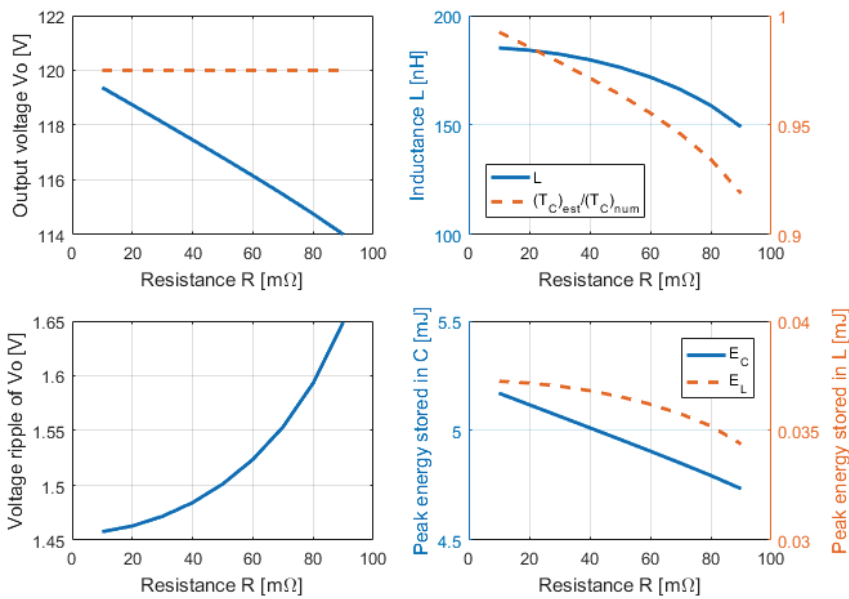 Output voltage Vo [V]
122
120
118
116
114
0 20 40 60 80 100
Resistance R [mΩ]
Inductance L [nH]
200
150
100
1
0.95
0.9
L
(T_C)_est/(T_C)_num
0 20 40 60 80 100
Resistance R [mΩ]
Voltage ripple of Vo [V]
1.65
1.6
1.55
1.5
1.45
0 20 40 60 80 100
Resistance R [mΩ]
Peak energy stored in C [mJ]
5.5
5
4.5
0.04
0.035
0.03
Peak energy stored in L [mJ]
E_C
E_L
0 20 40 60 80 100
Resistance R [mΩ]